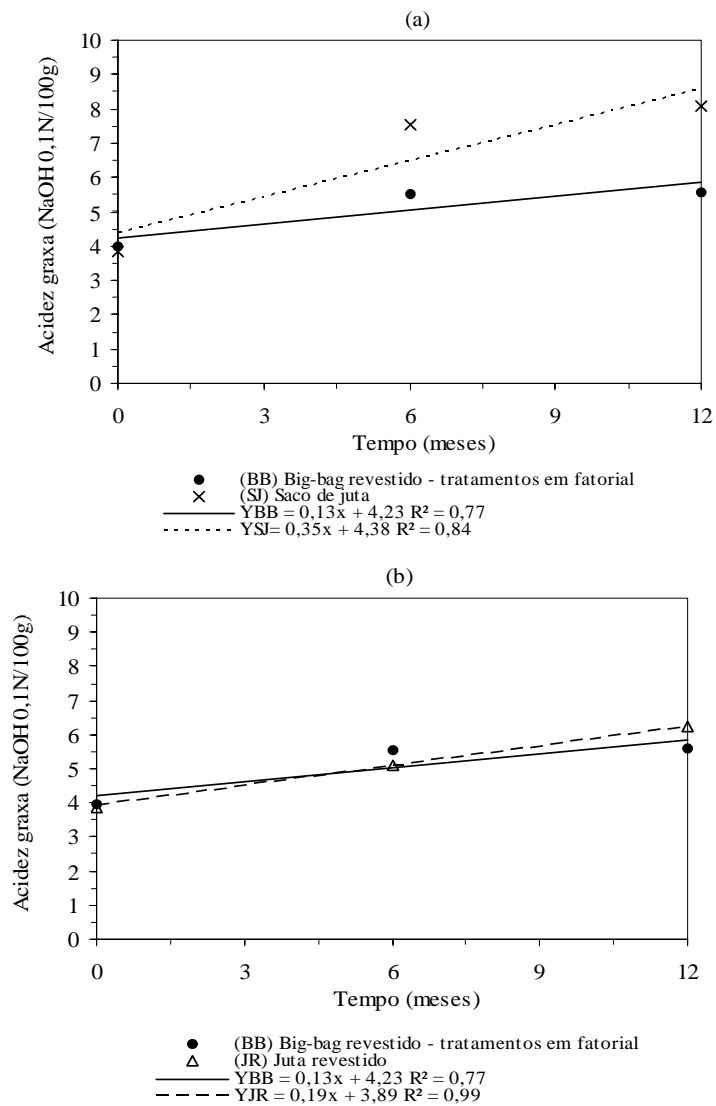 (a)
Acidez graxa (NaOH 0,1N/100g)
10
9
8
7
6
5
4
3
2
1
0
0 3 6 9 12
Tempo (meses)
(BB) Big-bag revestido - tratamentos em fatorial
(SJ) Saco de juta
YBB = 0,13x + 4,23 R² = 0,77
YSJ= 0,35x + 4,38 R² = 0,84
(b)
Acidez graxa (NaOH 0,1N/100g)
10
9
8
7
6
5
4
3
2
1
0
0 3 6 9 12
Tempo (meses)
(BB) Big-bag revestido - tratamentos em fatorial
(JR) Juta revestido
YBB = 0,13x + 4,23 R² = 0,77
YJR = 0,19x + 3,89 R² = 0,99